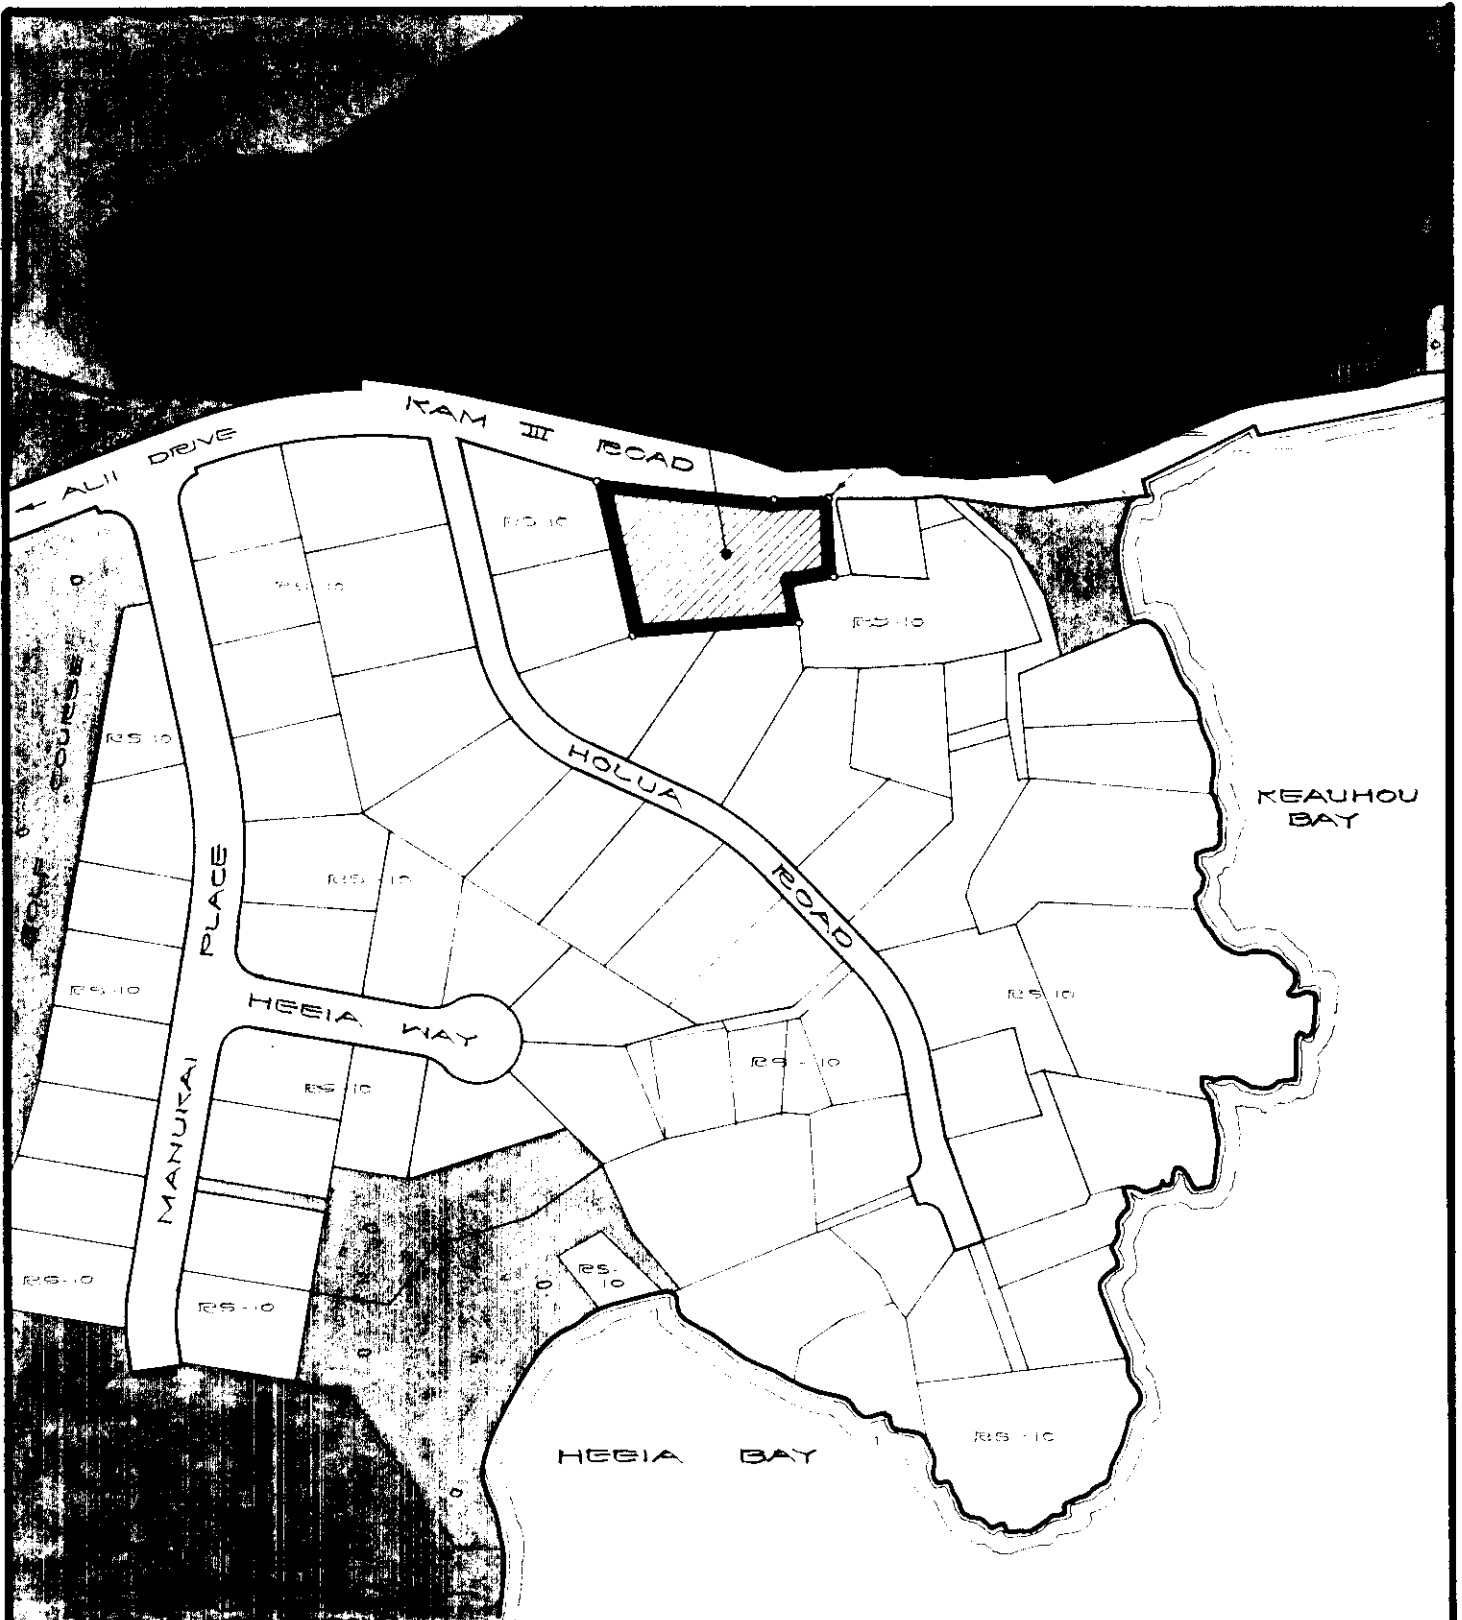 KAM III ROAD
← ALII DRIVE
RS-10
RS-10
RS-10
GOLF COURSE
RS-10
HOLUA ROAD
KEAUHOU
BAY
RS-10
PLACE
RS-10
HEEIA WAY
RS-10
RS-10
RS-10
MANUKAI
RS-10
RS-
10
RS-10
RS-10
HEEIA BAY
O
O
O
O
O
O
O
O